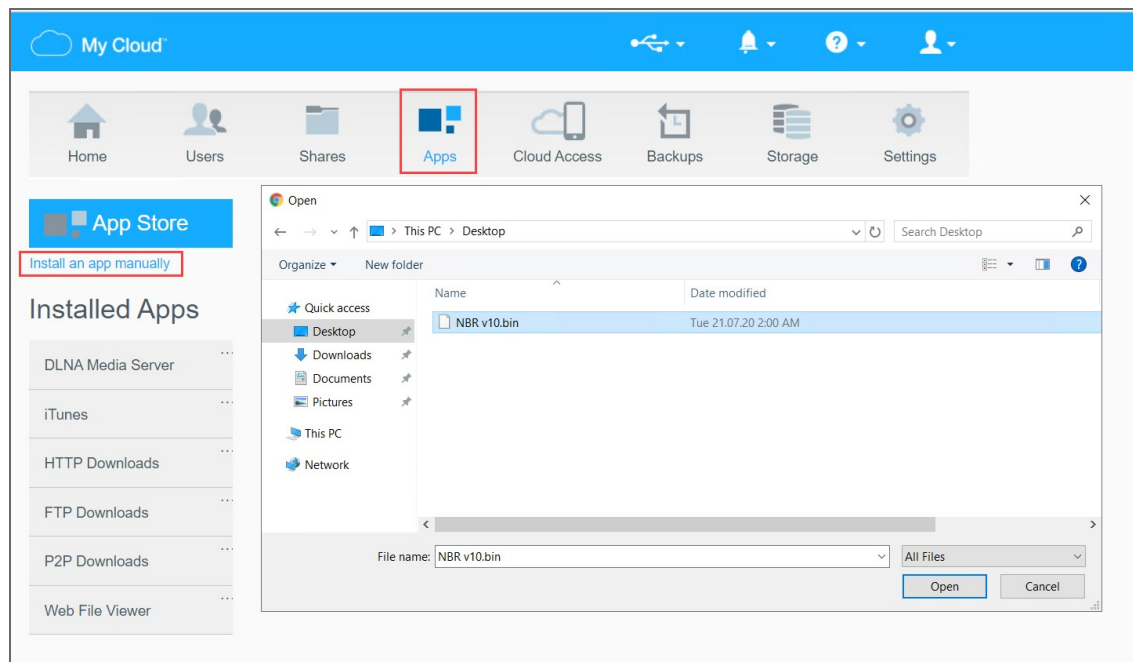 My Cloud™
Home Users Shares Apps Cloud Access Backups Storage Settings
App Store
Install an app manually
Installed Apps
DLNA Media Server ...
iTunes ...
HTTP Downloads ...
FTP Downloads ...
P2P Downloads ...
Web File Viewer ...
Open
This PC > Desktop
Search Desktop
Organize New folder
Name Date modified
Quick access
Desktop
Downloads
Documents
Pictures
This PC
Network
NBR v10.bin Tue 21.07.20 2:00 AM
File name: NBR v10.bin All Files
Open Cancel